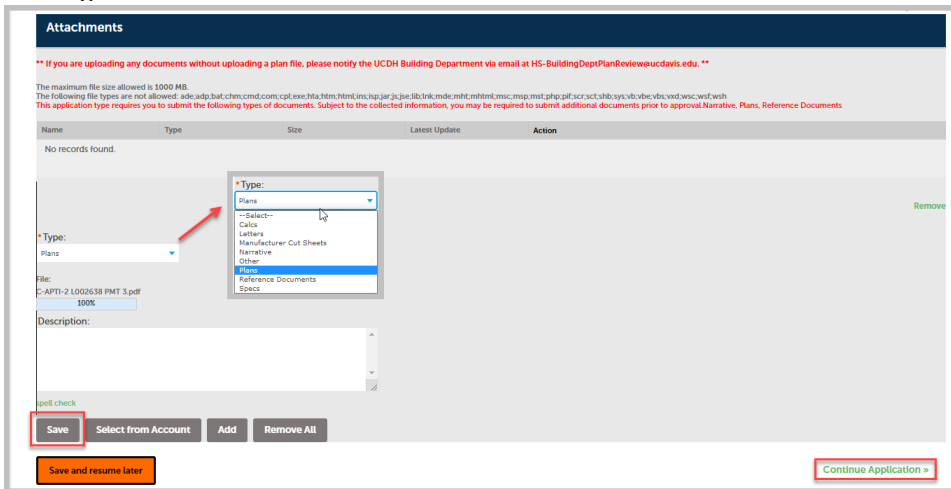 Attachments
** If you are uploading any documents without uploading a plan file, please notify the UCDH Building Department via email at HS-BuildingDeptPlanReview@ucdavis.edu. **
The maximum file size allowed is 1000 MB.
The following file types are not allowed: ade;adp;bat;chm;cmd;com;cpl;exe;hta;htm;html;ins;isp;jar;js;jse;lib;lnk;mde;mht;mhtml;msc;msp;mst;php;pif;scr;sct;shb;sys;vb;vbe;vbs;vxd;wsc;wsf;wsh
This application type requires you to submit the following types of documents. Subject to the collected information, you may be required to submit additional documents prior to approval.Narrative, Plans, Reference Documents
Name Type Size Latest Update Action
No records found.
*Type:
Plans
--Select--
Calcs
Letters
Manufacturer Cut Sheets
Narrative
Other
Plans
Reference Documents
Specs
Remove
*Type:
Plans
File:
C-APTI-2 L002638 PMT 3.pdf
100%
Description:
spell check
Save Select from Account Add Remove All
Save and resume later
Continue Application »